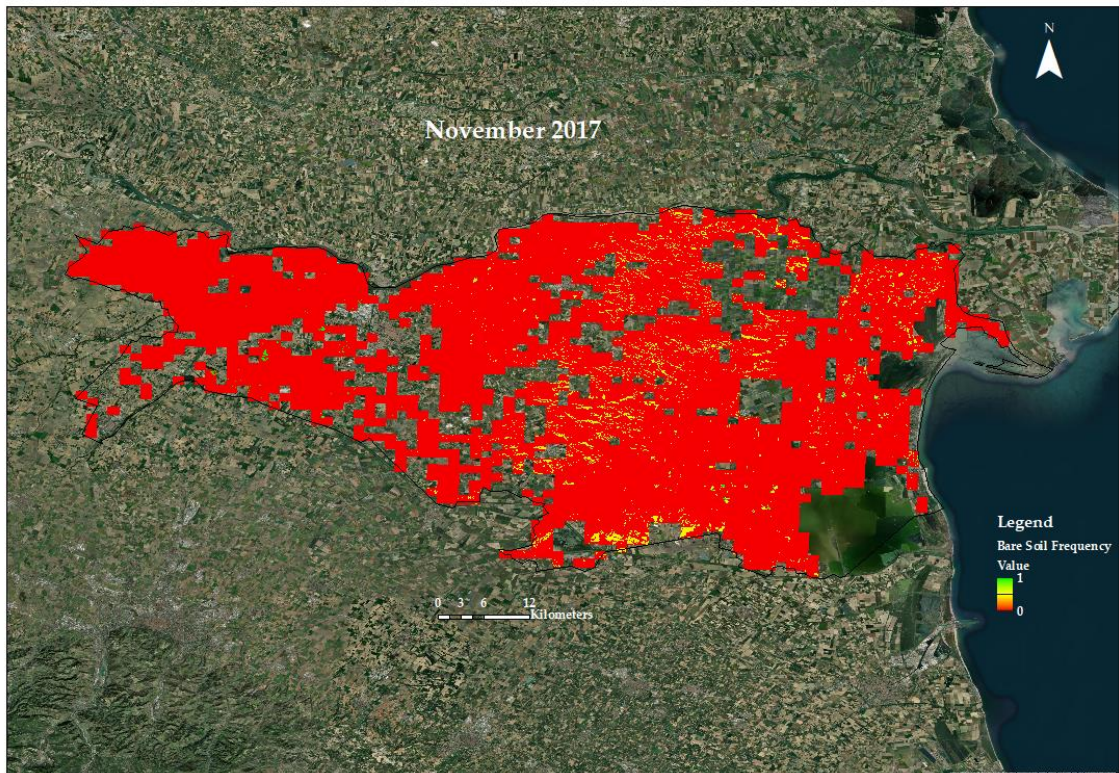 N
November 2017
Legend
Bare Soil Frequency
Value
1
0
0 3 6 12
Kilometers